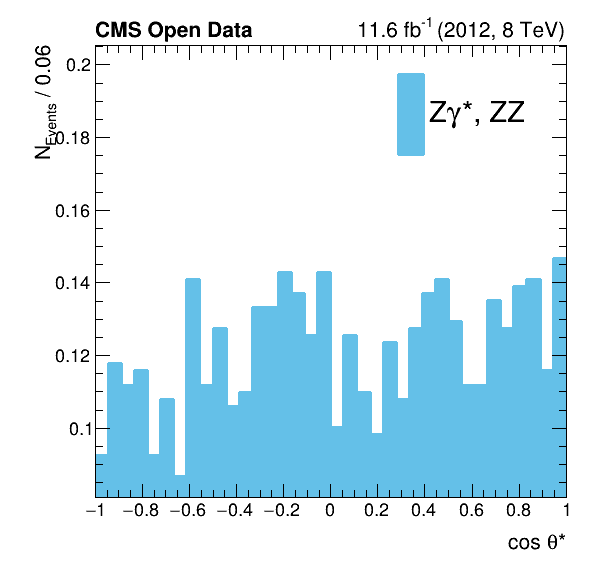 CMS Open Data
11.6 fb⁻¹ (2012, 8 TeV)
N_Events / 0.06
Zγ*, ZZ
0.2
0.18
0.16
0.14
0.12
0.1
−1 −0.8 −0.6 −0.4 −0.2 0 0.2 0.4 0.6 0.8 1
cos θ*